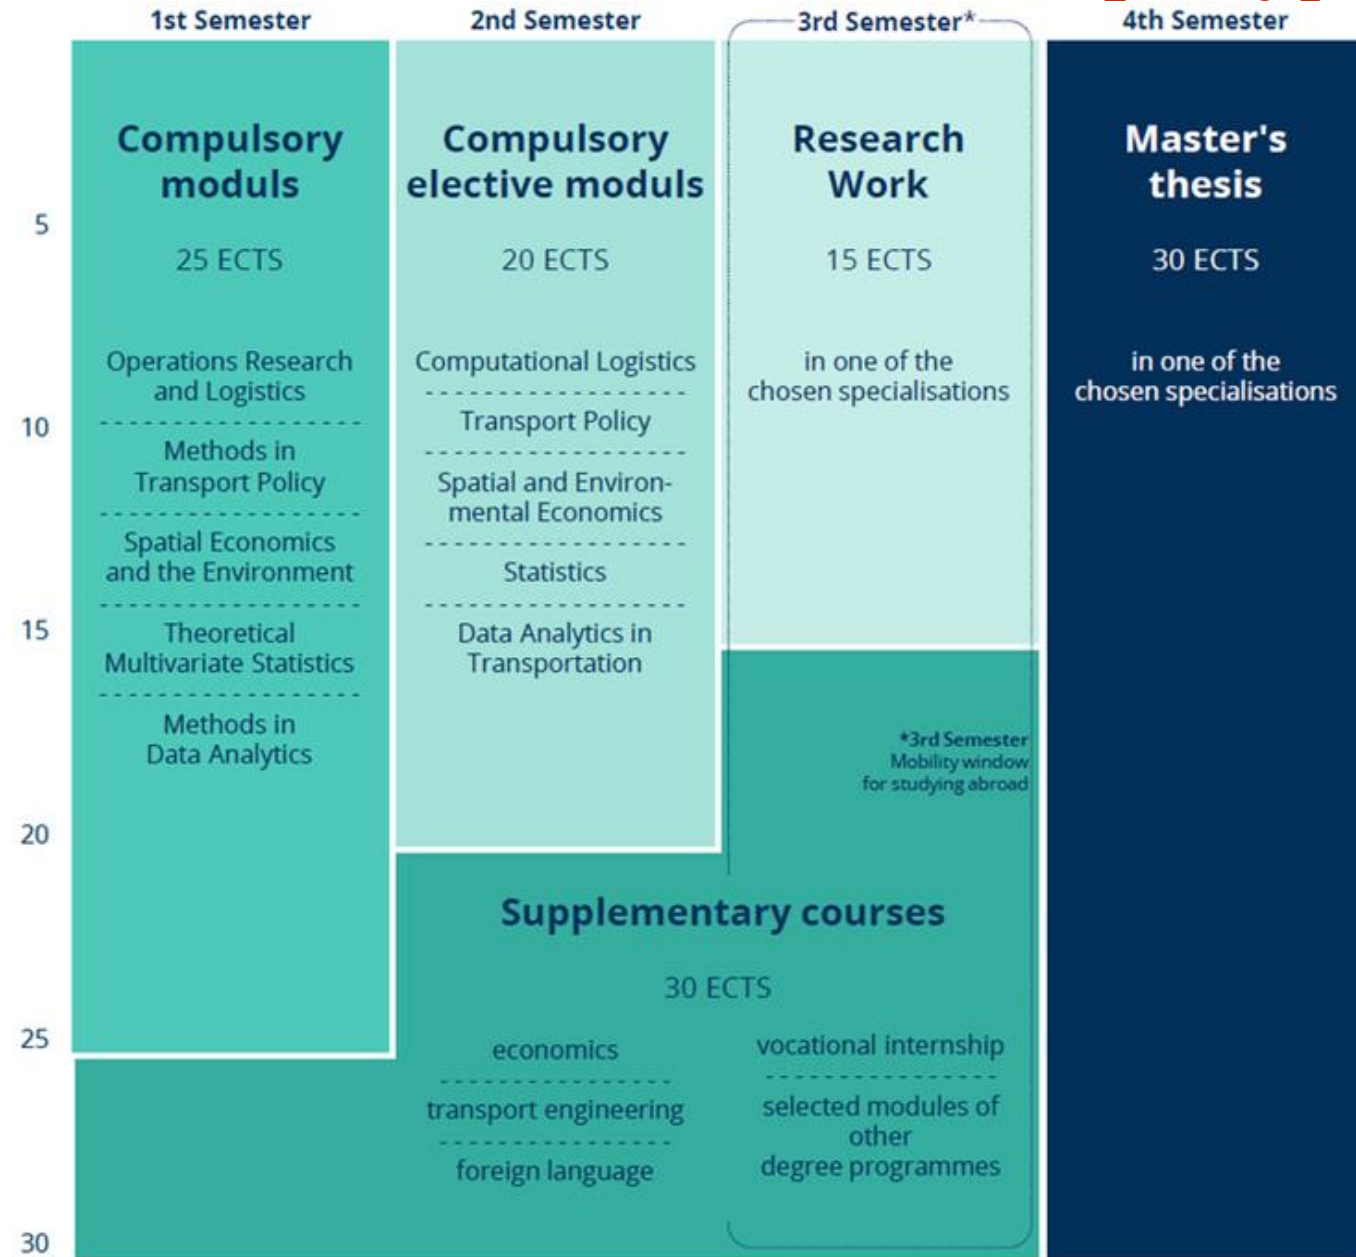 1st Semester
2nd Semester
3rd Semester*
4th Semester
5
10
15
20
25
30
Compulsory
moduls
25 ECTS
Operations Research
and Logistics
Methods in
Transport Policy
Spatial Economics
and the Environment
Theoretical
Multivariate Statistics
Methods in
Data Analytics
Compulsory
elective moduls
20 ECTS
Computational Logistics
Transport Policy
Spatial and Environ-
mental Economics
Statistics
Data Analytics in
Transportation
Research
Work
15 ECTS
in one of the
chosen specialisations
*3rd Semester
Mobility window
for studying abroad
Master's
thesis
30 ECTS
in one of the
chosen specialisations
Supplementary courses
30 ECTS
economics
transport engineering
foreign language
vocational internship
selected modules of
other
degree programmes